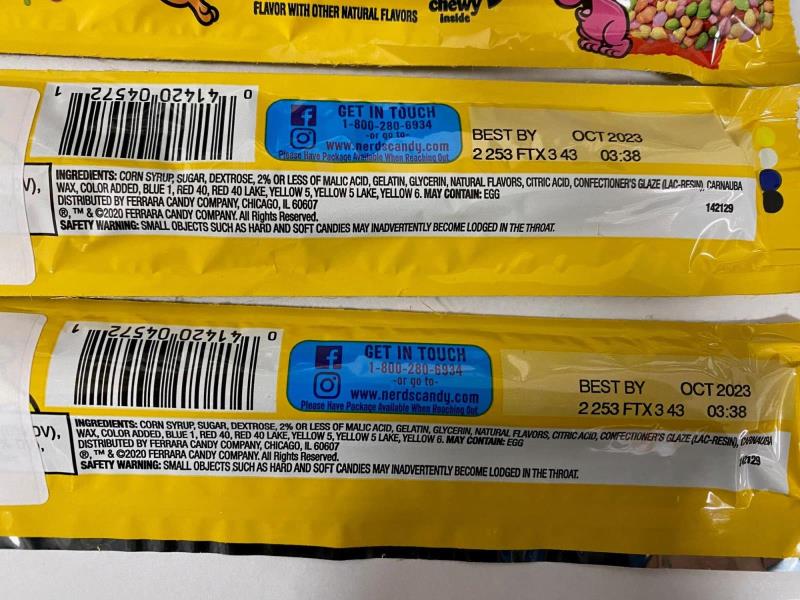 FLAVOR WITH OTHER NATURAL FLAVORS
chewy
inside
0 41420 04572 1
GET IN TOUCH
1-800-280-6934
-or go to-
www.nerdscandy.com
Please Have Package Available When Reaching Out
BEST BY OCT 2023
2 253 FTX 3 43 03:38
V),
INGREDIENTS: CORN SYRUP, SUGAR, DEXTROSE, 2% OR LESS OF MALIC ACID, GELATIN, GLYCERIN, NATURAL FLAVORS, CITRIC ACID, CONFECTIONER'S GLAZE (LAC-RESIN), CARNAUBA
WAX, COLOR ADDED, BLUE 1, RED 40, RED 40 LAKE, YELLOW 5, YELLOW 5 LAKE, YELLOW 6. MAY CONTAIN: EGG
DISTRIBUTED BY FERRARA CANDY COMPANY, CHICAGO, IL 60607
®, ™ & ©2020 FERRARA CANDY COMPANY. All Rights Reserved.
SAFETY WARNING: SMALL OBJECTS SUCH AS HARD AND SOFT CANDIES MAY INADVERTENTLY BECOME LODGED IN THE THROAT.
142129
0 41420 04572 1
GET IN TOUCH
1-800-280-6934
-or go to-
www.nerdscandy.com
Please Have Package Available When Reaching Out
BEST BY OCT 2023
2 253 FTX 3 43 03:38
DV),
INGREDIENTS: CORN SYRUP, SUGAR, DEXTROSE, 2% OR LESS OF MALIC ACID, GELATIN, GLYCERIN, NATURAL FLAVORS, CITRIC ACID, CONFECTIONER'S GLAZE (LAC-RESIN), CARNAUBA
WAX, COLOR ADDED, BLUE 1, RED 40, RED 40 LAKE, YELLOW 5, YELLOW 5 LAKE, YELLOW 6. MAY CONTAIN: EGG
DISTRIBUTED BY FERRARA CANDY COMPANY, CHICAGO, IL 60607
®, ™ & ©2020 FERRARA CANDY COMPANY. All Rights Reserved.
SAFETY WARNING: SMALL OBJECTS SUCH AS HARD AND SOFT CANDIES MAY INADVERTENTLY BECOME LODGED IN THE THROAT.
142129